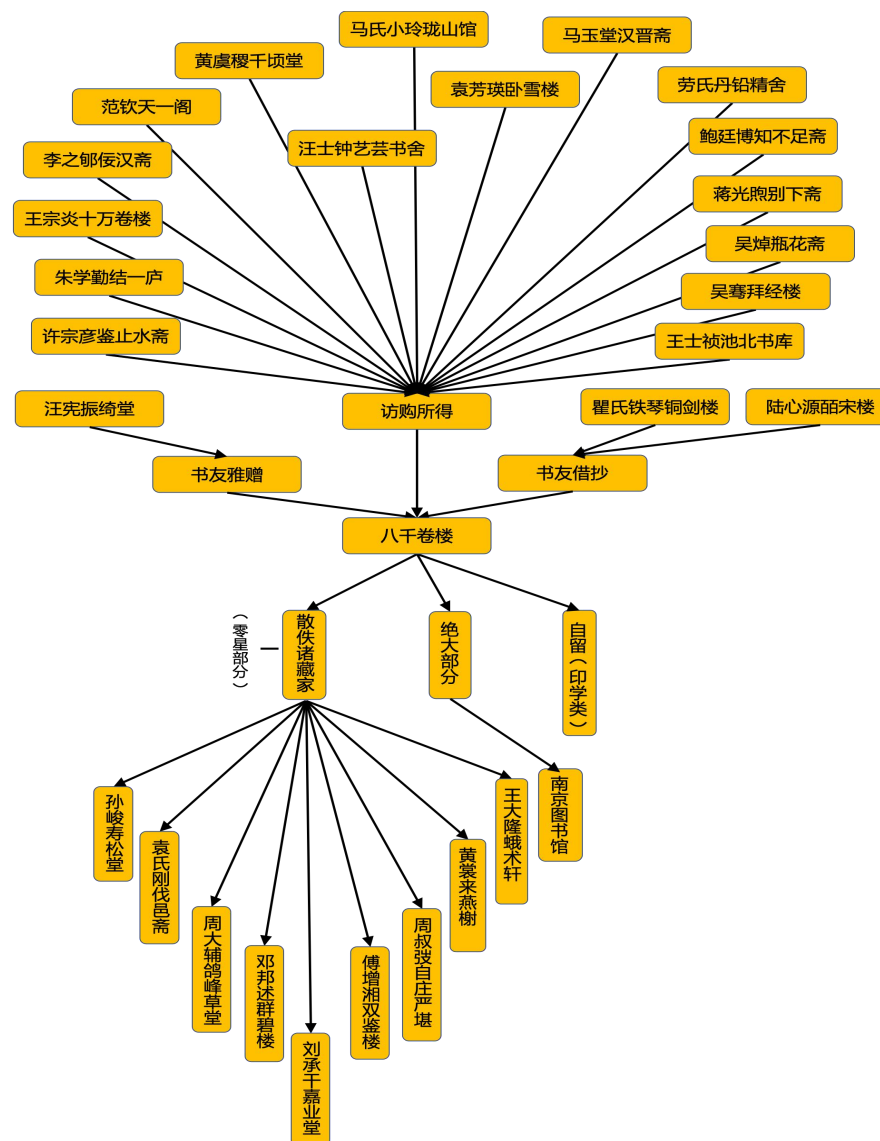 马氏小玲珑山馆
马玉堂汉晋斋
黄虞稷千顷堂
袁芳瑛卧雪楼
劳氏丹铅精舍
范钦天一阁
汪士钟艺芸书舍
鲍廷博知不足斋
李之郇佞汉斋
蒋光煦别下斋
王宗炎十万卷楼
吴焯瓶花斋
朱学勤结一庐
吴骞拜经楼
许宗彦鉴止水斋
王士祯池北书库
汪宪振绮堂
访购所得
瞿氏铁琴铜剑楼
陆心源皕宋楼
书友雅赠
书友借抄
八千卷楼
（零星部分）
散佚诸藏家
绝大部分
自留（印学类）
孙峻寿松堂
袁氏刚伐邑斋
周大辅鸽峰草堂
邓邦述群碧楼
刘承干嘉业堂
傅增湘双鉴楼
周叔弢自庄严堪
黄裳来燕榭
王大隆蛾术轩
南京图书馆